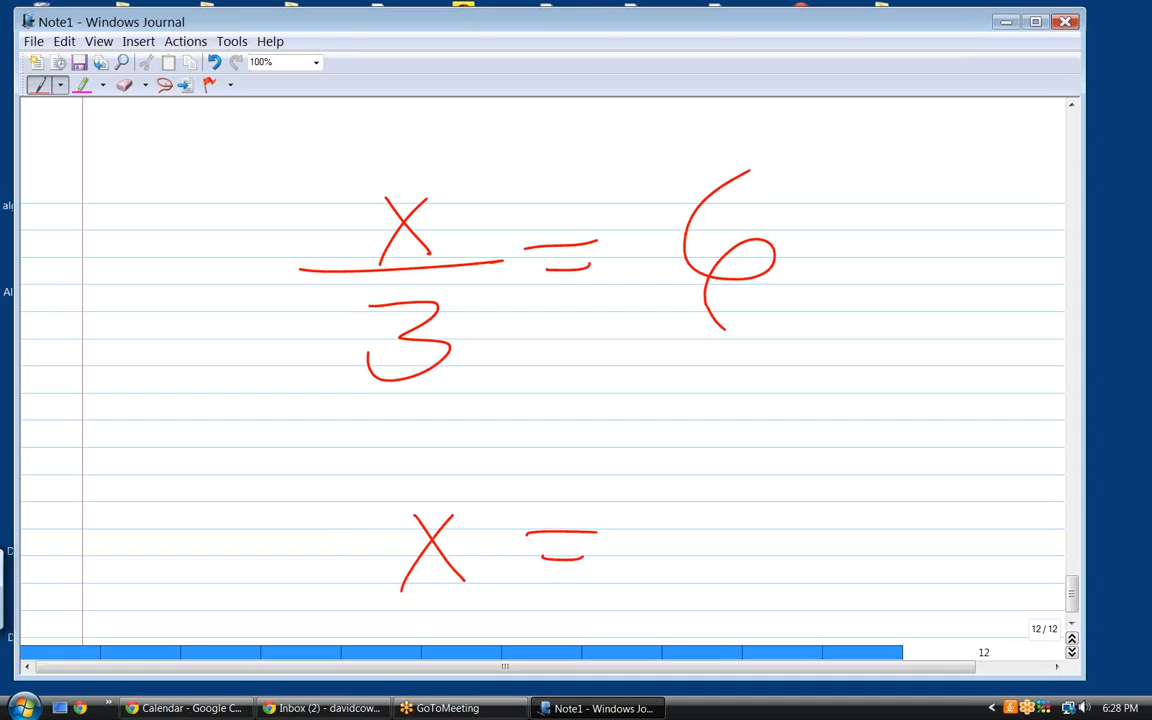 Note1 - Windows Journal
File Edit View Insert Actions Tools Help
100%
x
3
= 6
x =
12 / 12
12
Calendar - Google C... Inbox (2) - davidcow... GoToMeeting Note1 - Windows Jo... 6:28 PM